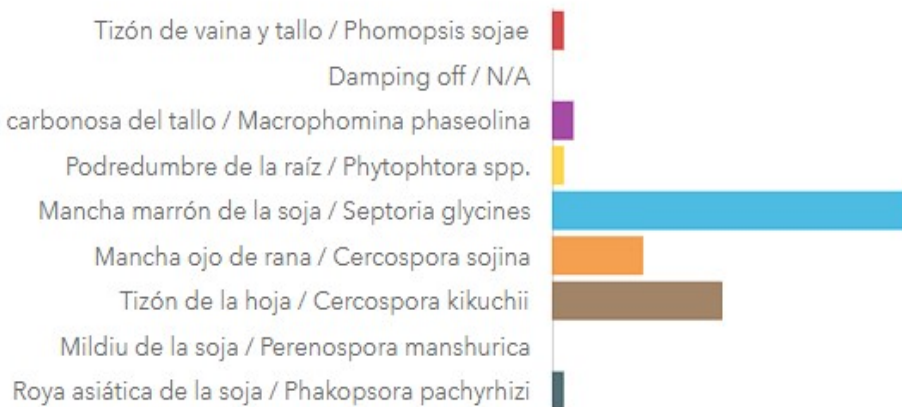 Tizón de vaina y tallo / Phomopsis sojae
Damping off / N/A
carbonosa del tallo / Macrophomina phaseolina
Podredumbre de la raíz / Phytophtora spp.
Mancha marrón de la soja / Septoria glycines
Mancha ojo de rana / Cercospora sojina
Tizón de la hoja / Cercospora kikuchii
Mildiu de la soja / Perenospora manshurica
Roya asiática de la soja / Phakopsora pachyrhizi